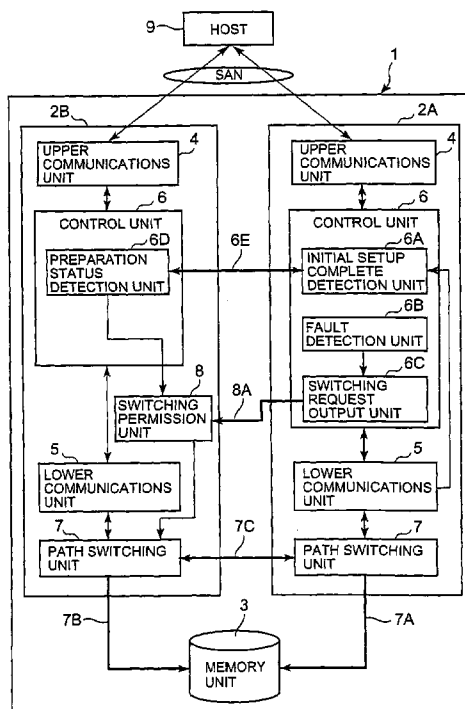 9
HOST
SAN
1
2B
2A
UPPER
COMMUNICATIONS
UNIT
4
UPPER
COMMUNICATIONS
UNIT
4
6
CONTROL UNIT
6D
PREPARATION
STATUS
DETECTION UNIT
6E
6
CONTROL UNIT
6A
INITIAL SETUP
COMPLETE DETECTION
UNIT
6B
FAULT
DETECTION UNIT
6C
SWITCHING
REQUEST
OUTPUT UNIT
8
SWITCHING
PERMISSION
UNIT
8A
5
LOWER
COMMUNICATIONS
UNIT
5
LOWER
COMMUNICATIONS
UNIT
7
PATH SWITCHING
UNIT
7C
7
PATH SWITCHING
UNIT
7B
7A
3
MEMORY
UNIT